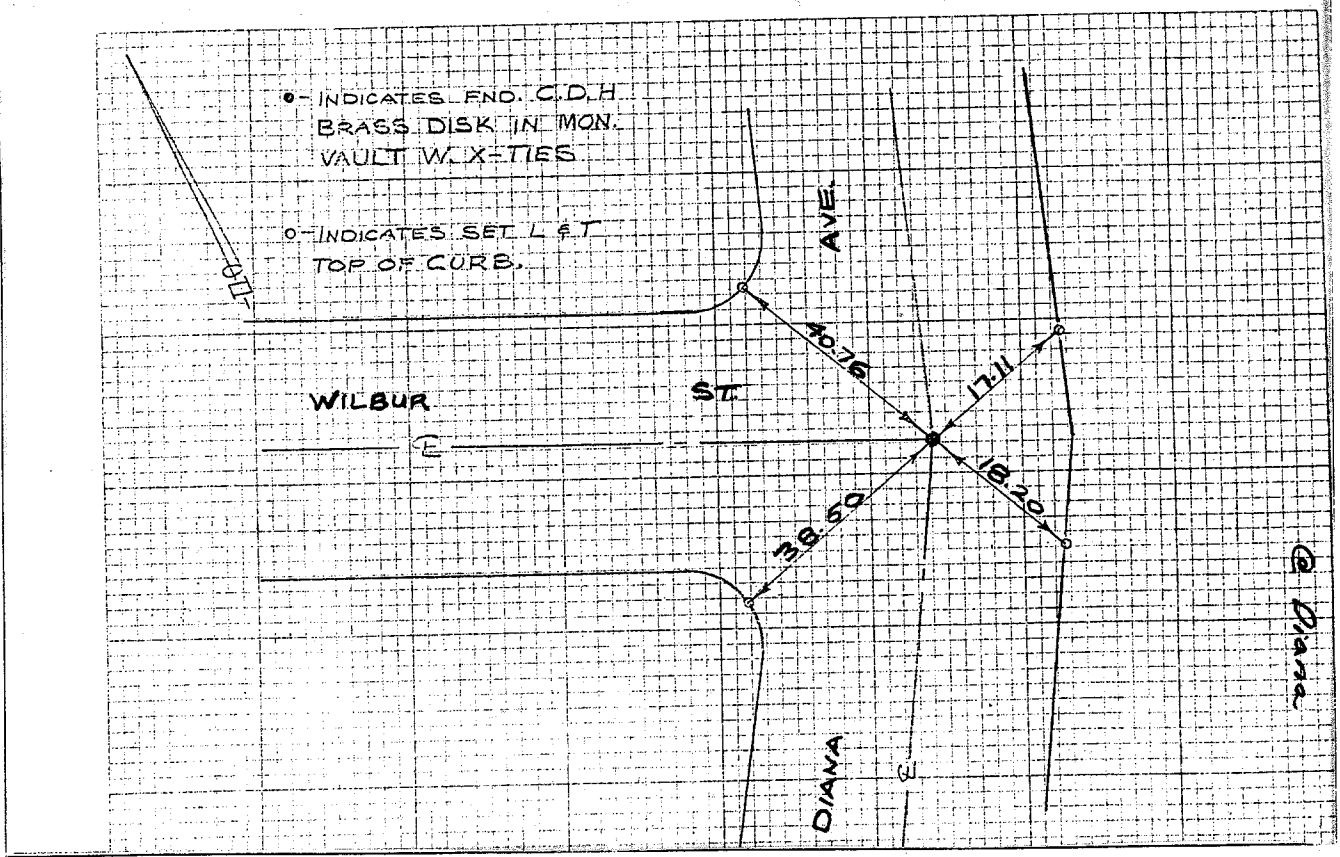 - INDICATES FND. C.D.H
BRASS DISK IN MON.
VAULT W. X-TIES
- INDICATES SET L & T
TOP OF CURB.
AVE.
40.76
17.11
WILBUR
ST.
38.50
18.20
@ Diana
DIANA